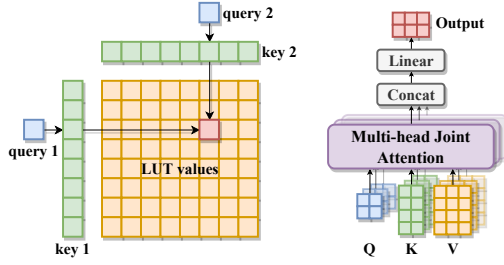 query 2
key 2
query 1
LUT values
key 1
Output
Linear
Concat
Multi-head Joint
Attention
Q K V